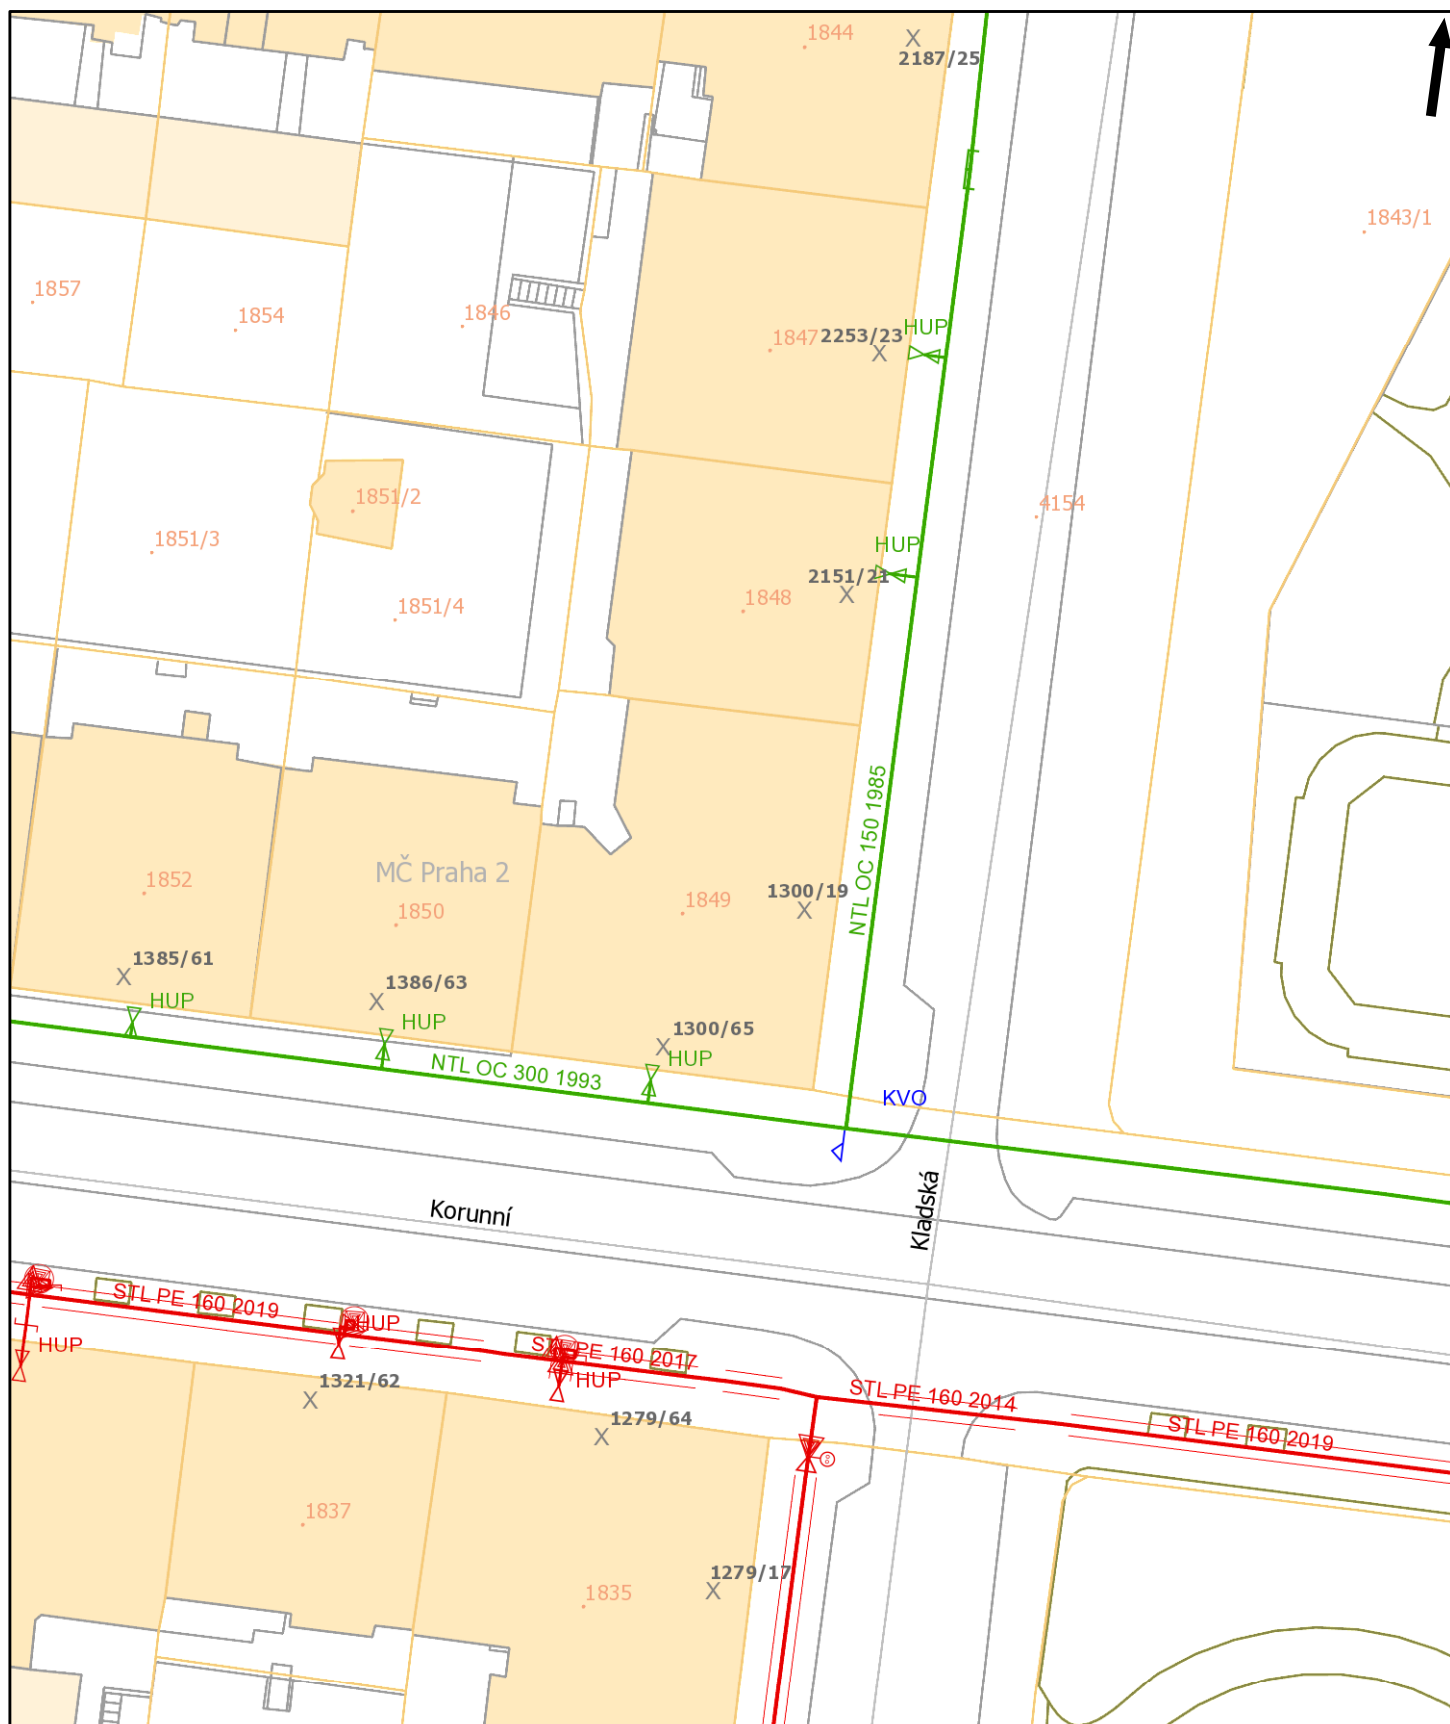 1844
2187/25
1843/1
1857
1854
1846
1847
2253/23
HUP
1851/2
4154
1851/3
HUP
2151/21
1848
1851/4
NTL OC 150 1985
MČ Praha 2
1852
1850
1849
1300/19
1385/61
HUP
1386/63
HUP
1300/65
HUP
NTL OC 300 1993
KVO
Korunní
Kladská
STL PE 160 2019
HUP
HUP
STL PE 160 2017
HUP
1321/62
1279/64
STL PE 160 2014
STL PE 160 2019
1837
1835
1279/17